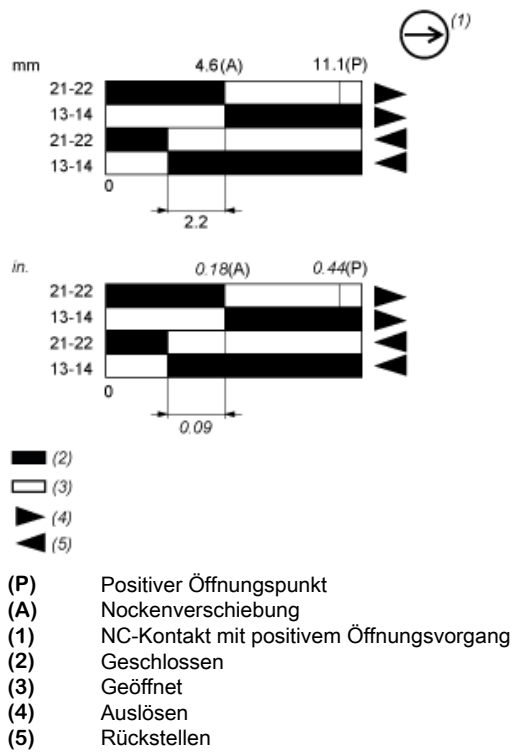 (1)
mm 4.6(A) 11.1(P)
21-22
13-14
21-22
13-14
0
2.2
in. 0.18(A) 0.44(P)
21-22
13-14
21-22
13-14
0
0.09
(2)
(3)
(4)
(5)
(P) Positiver Öffnungspunkt
(A) Nockenverschiebung
(1) NC-Kontakt mit positivem Öffnungsvorgang
(2) Geschlossen
(3) Geöffnet
(4) Auslösen
(5) Rückstellen